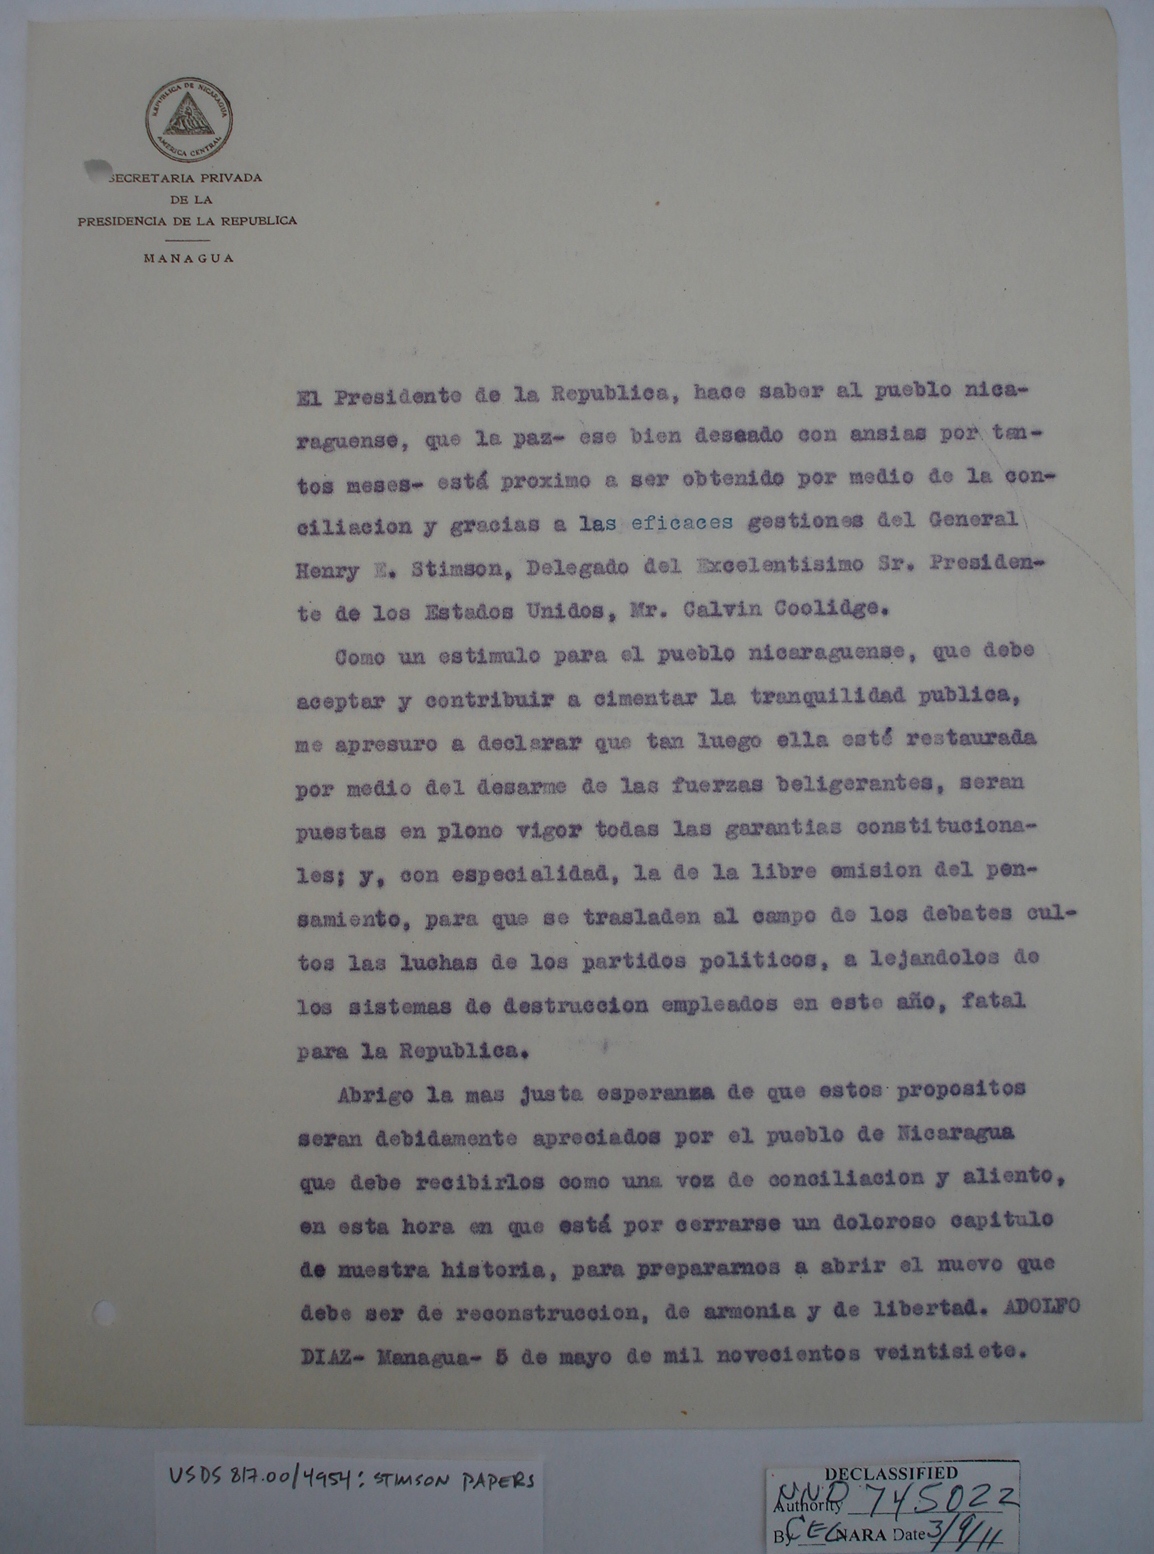 REPUBLICA DE NICARAGUA
AMERICA CENTRAL
SECRETARIA PRIVADA
DE LA
PRESIDENCIA DE LA REPUBLICA
MANAGUA
El Presidente de la Republica, hace saber al pueblo nica-
raguense, que la paz- ese bien deseado con ansias por tan-
tos meses- está proximo a ser obtenido por medio de la con-
ciliacion y gracias a las eficaces gestiones del General
Henry E. Stimson, Delegado del Excelentisimo Sr. Presiden-
te de los Estados Unidos, Mr. Calvin Coolidge.
Como un estimulo para el pueblo nicaraguense, que debe
aceptar y contribuir a cimentar la tranquilidad publica,
me apresuro a declarar que tan luego ella esté restaurada
por medio del desarme de las fuerzas beligerantes, seran
puestas en pleno vigor todas las garantias constituciona-
les; y, con especialidad, la de la libre emision del pen-
samiento, para que se trasladen al campo de los debates cul-
tos las luchas de los partidos politicos, a lejandolos de
los sistemas de destruccion empleados en este año, fatal
para la Republica.
Abrigo la mas justa esperanza de que estos propositos
seran debidamente apreciados por el pueblo de Nicaragua
que debe recibirlos como una voz de conciliacion y aliento,
en esta hora en que está por cerrarse un doloroso capitulo
de nuestra historia, para prepararnos a abrir el nuevo que
debe ser de reconstruccion, de armonia y de libertad. ADOLFO
DIAZ- Managua- 5 de mayo de mil novecientos veintisiete.
USDS 817.00/4954: STIMSON PAPERS
DECLASSIFIED
Authority NND 745022
By CEG NARA Date 3/9/11